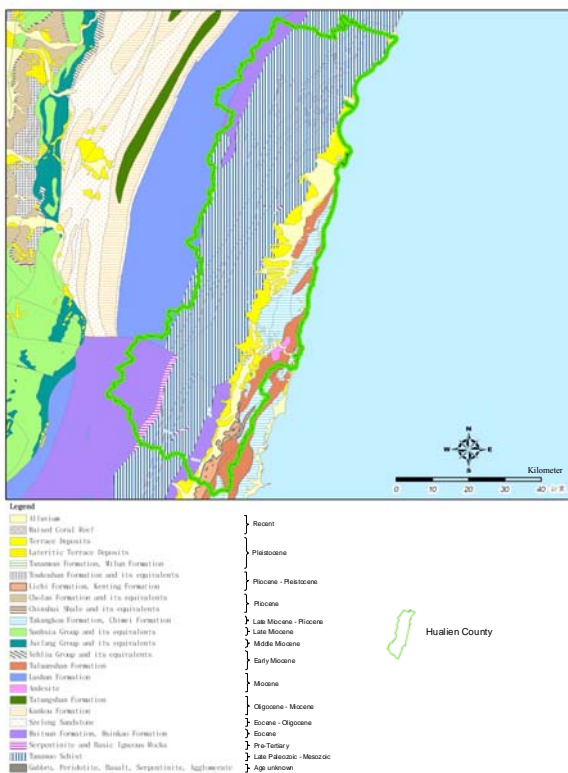 N
W E
S
Kilometer
0 10 20 30 40
Legend
Alluvium
Raised Coral Reef
Recent
Terrace Deposits
Lateritic Terrace Deposits
Pleistocene
Formation, Milun Formation
Toukoshan Formation and its equivalents
Pliocene - Pleistocene
Lichi Formation, Kenting Formation
Cholan Formation and its equivalents
Pliocene
Chinshui Shale and its equivalents
Takangkou Formation, Chimei Formation
Late Miocene - Pliocene
Sanhsia Group and its equivalents
Late Miocene
Juifang Group and its equivalents
Middle Miocene
Yehliu Group and its equivalents
Early Miocene
Tuluanshan Formation
Lushan Formation
Miocene
Andesite
Tatungshan Formation
Oligocene - Miocene
Kankou Formation
Szeleng Sandstone
Eocene - Oligocene
Formation, Formation
Eocene
Serpentinite and Basic Igneous Rocks
Pre-Tertiary
Tananao Schist
Late Paleozoic - Mesozoic
Gabbro, Peridotite, Basalt, Serpentinite, Agglomerate
Age unknown
Hualien County